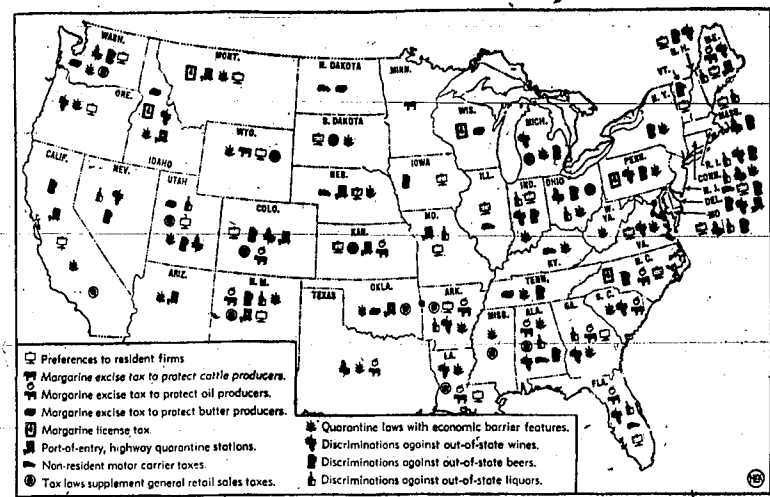 WASH.
MONT.
N. DAKOTA
MINN.
VT.
N. H.
ME.
ORE.
IDAHO
WYO.
S. DAKOTA
WIS.
MICH.
N. Y.
MASS.
R. I.
CONN.
N. J.
DEL.
MD
CALIF.
NEV.
UTAH
COLO.
NEB.
IOWA
ILL.
IND.
OHIO
PENN.
W. VA.
VA.
KAN.
MO.
KY.
ARIZ.
N. M.
TEXAS
OKLA.
ARK.
TENN.
N. C.
S. C.
MISS.
ALA.
GA.
LA.
FLA.
Preferences to resident firms
Margarine excise tax to protect cattle producers.
Margarine excise tax to protect oil producers.
Margarine excise tax to protect butter producers.
Margarine license tax.
Port-of-entry, highway quarantine stations.
Non-resident motor carrier taxes.
Tax laws supplement general retail sales taxes.
Quarantine laws with economic barrier features.
Discriminations against out-of-state wines.
Discriminations against out-of-state beers.
Discriminations against out-of-state liquors.